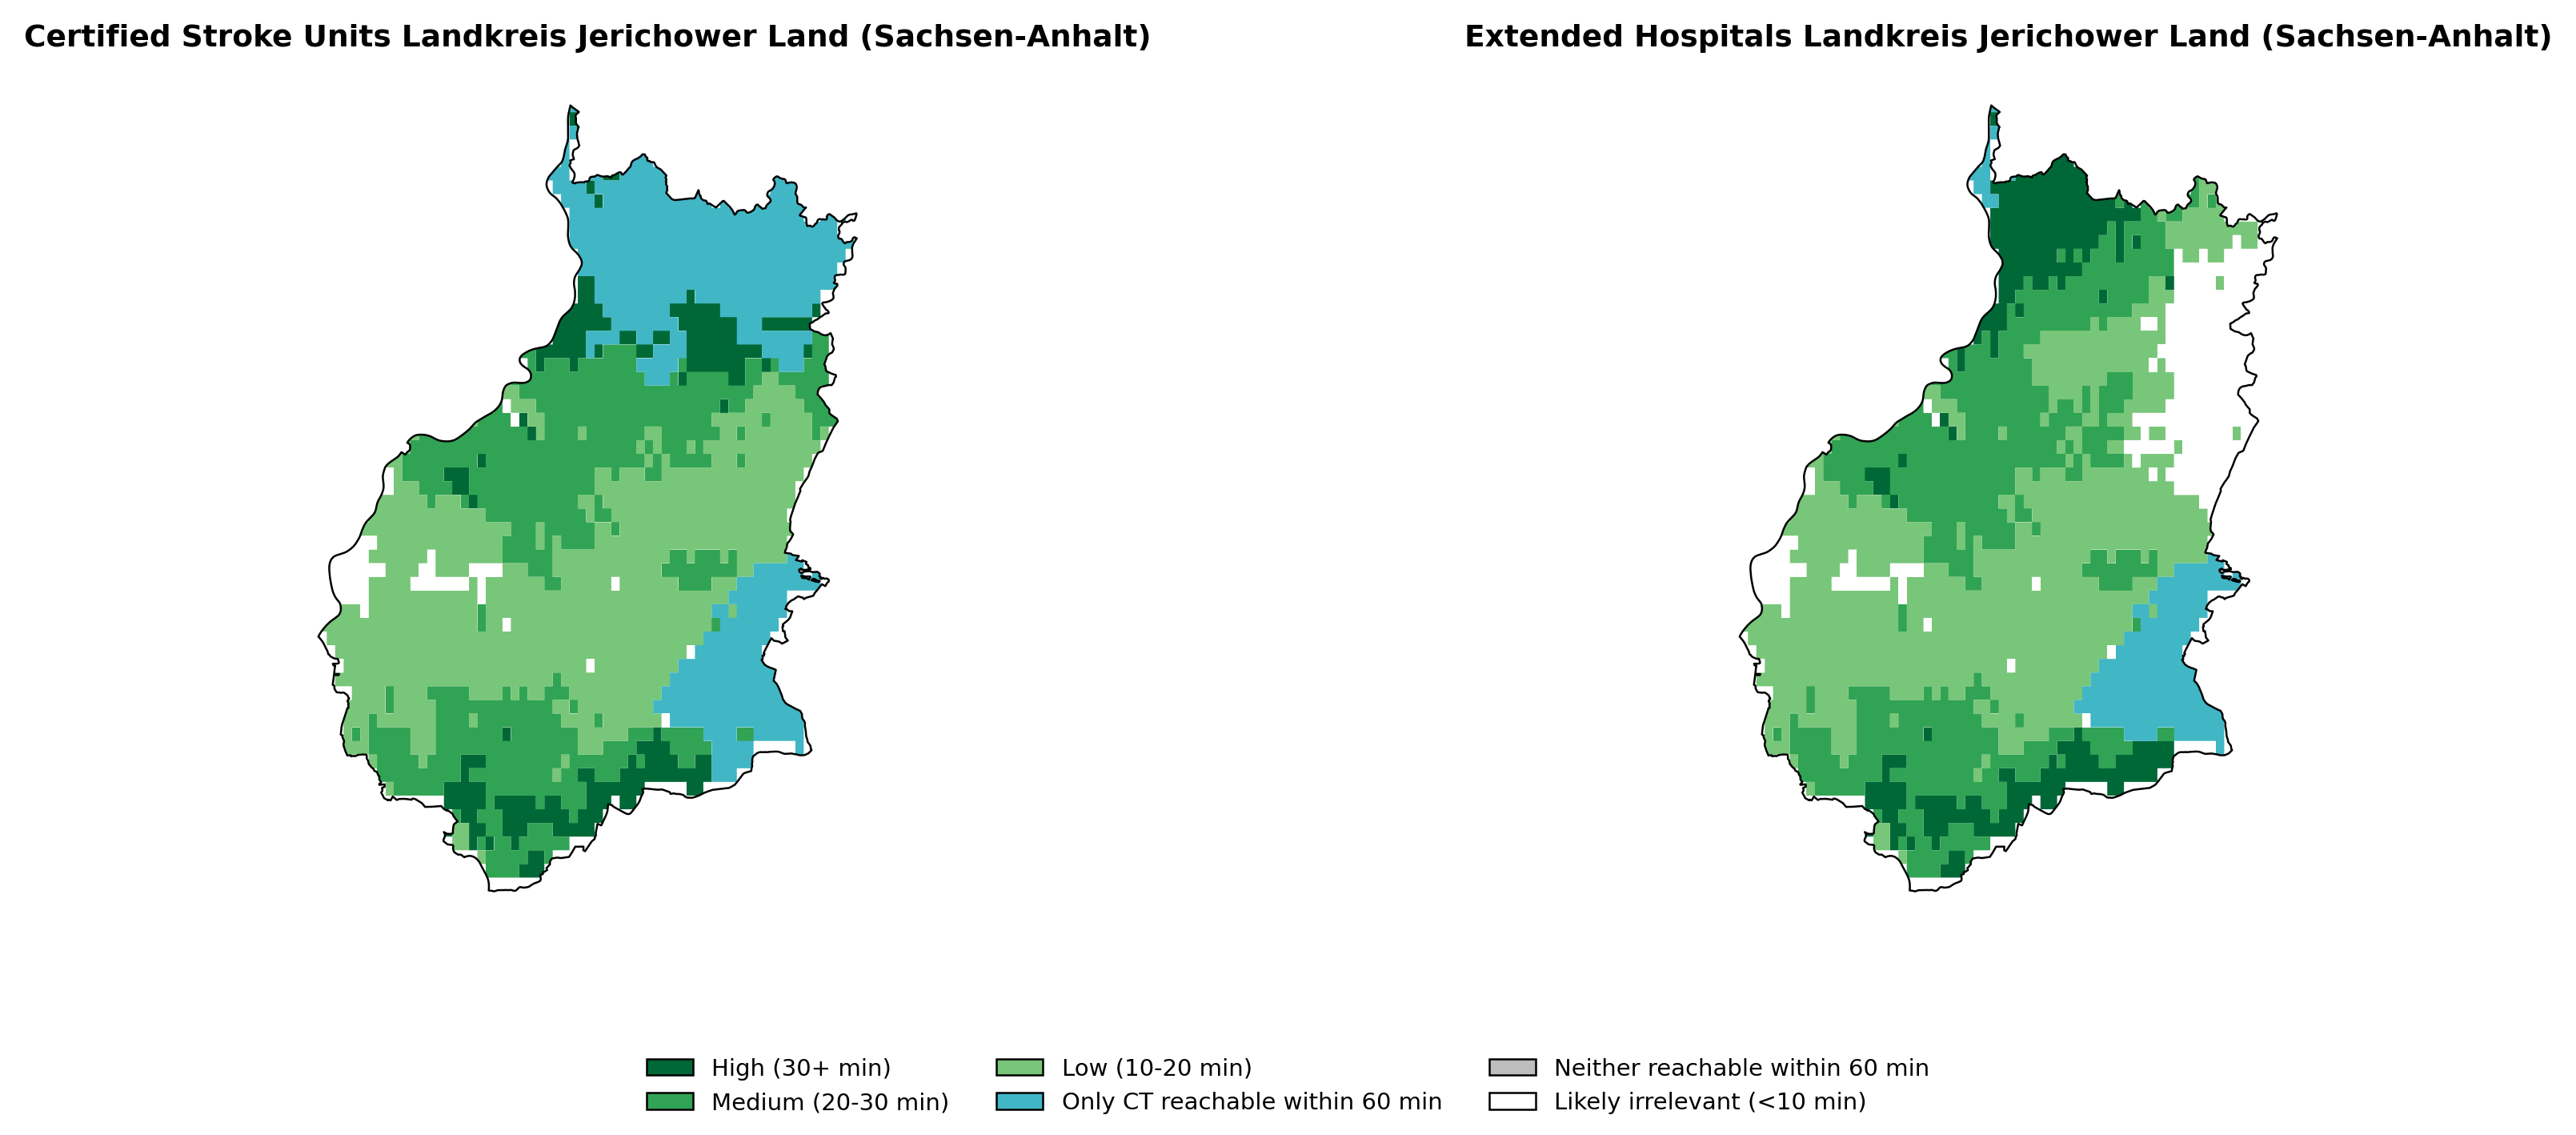 Certified Stroke Units Landkreis Jerichower Land (Sachsen-Anhalt)
Extended Hospitals Landkreis Jerichower Land (Sachsen-Anhalt)
High (30+ min)
Medium (20-30 min)
Low (10-20 min)
Only CT reachable within 60 min
Neither reachable within 60 min
Likely irrelevant (<10 min)